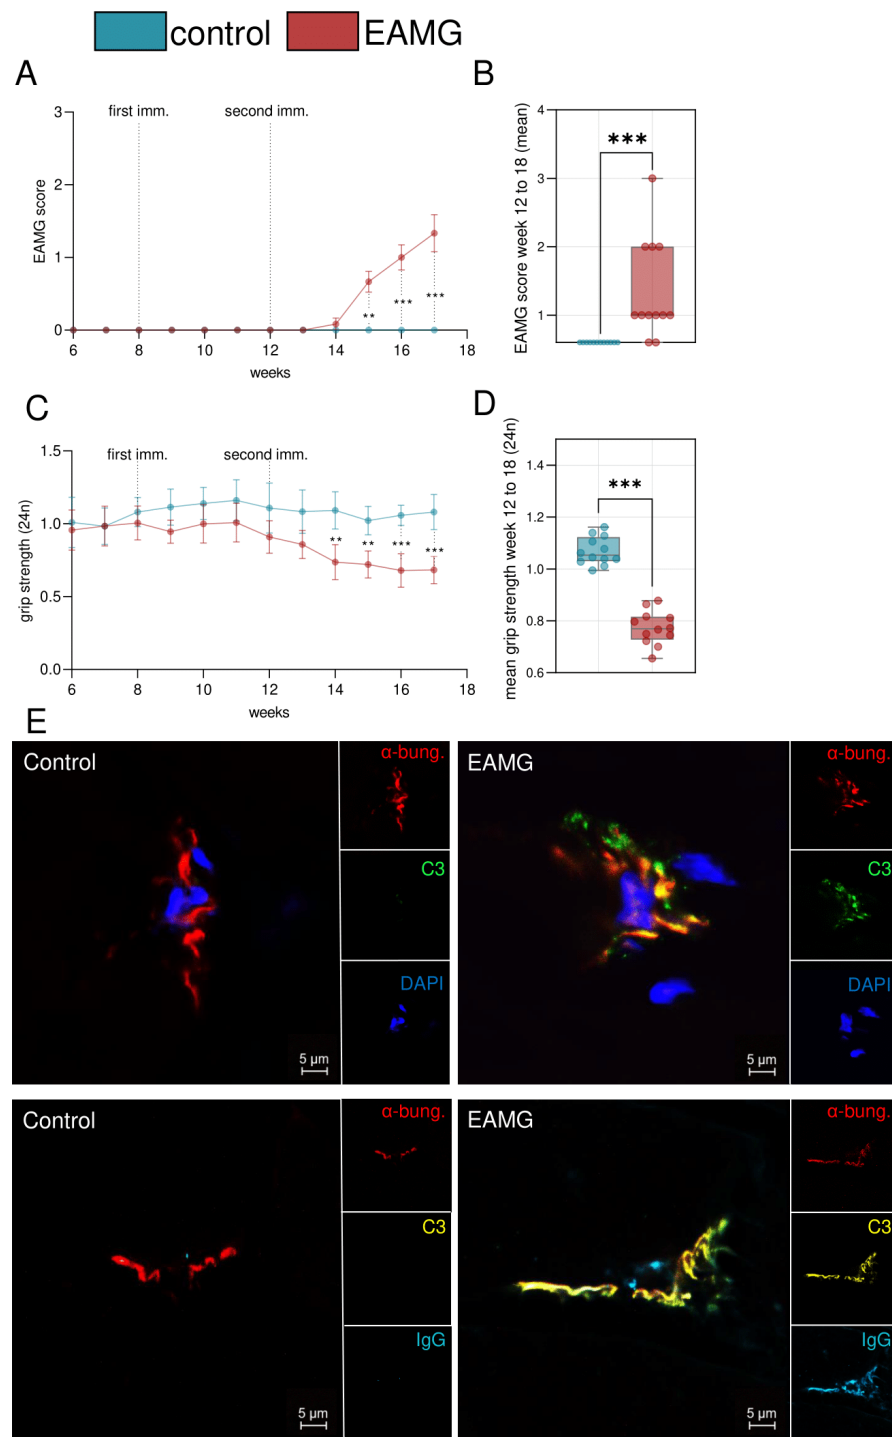 control EAMG
A
EAMG score
3
2
1
0
first imm. second imm.
** *** ***
6 8 10 12 14 16 18
weeks
B
EAMG score week 12 to 18 (mean)
4
3
2
1
***
C
grip strength (24n)
1.5
1.0
0.5
0.0
first imm. second imm.
** ** *** ***
6 8 10 12 14 16 18
weeks
D
mean grip strength week 12 to 18 (24n)
1.4
1.2
1.0
0.8
0.6
***
E
Control
α-bung.
C3
DAPI
5 µm
EAMG
α-bung.
C3
DAPI
5 µm
Control
α-bung.
C3
IgG
5 µm
EAMG
α-bung.
C3
IgG
5 µm